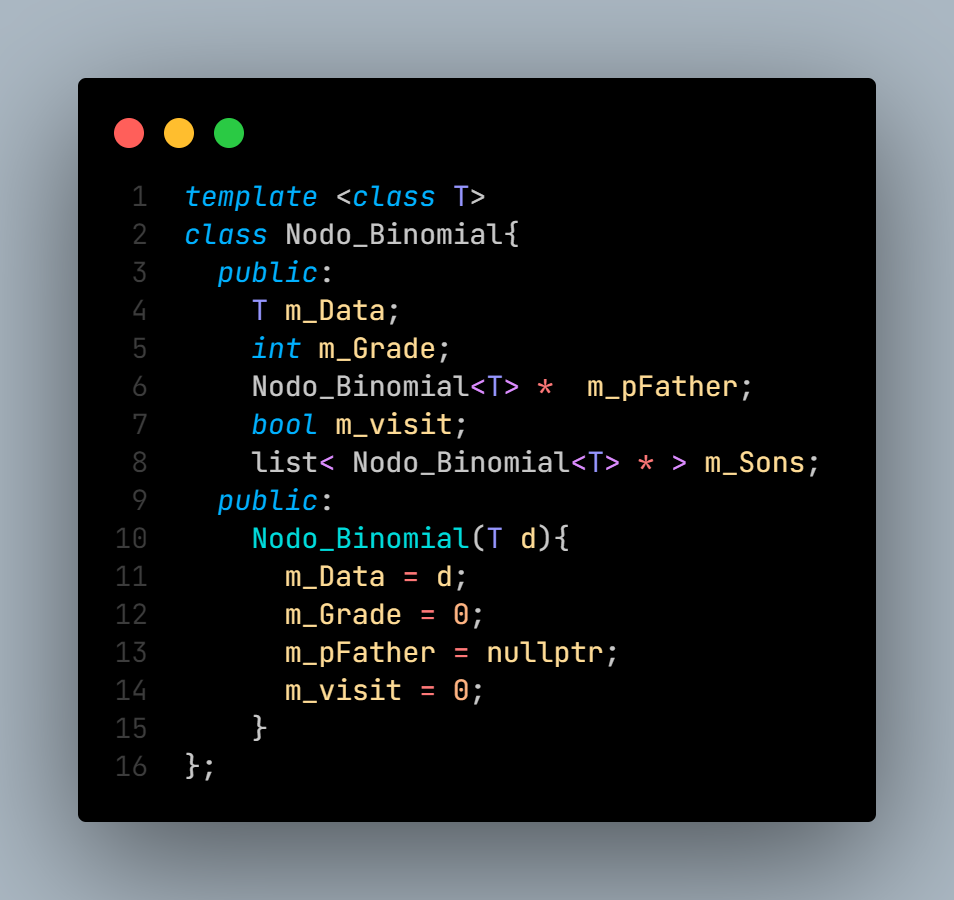 1 template <class T>
2 class Nodo_Binomial{
3   public:
4     T m_Data;
5     int m_Grade;
6     Nodo_Binomial<T> *  m_pFather;
7     bool m_visit;
8     list< Nodo_Binomial<T> * > m_Sons;
9   public:
10     Nodo_Binomial(T d){
11       m_Data = d;
12       m_Grade = 0;
13       m_pFather = nullptr;
14       m_visit = 0;
15     }
16 };